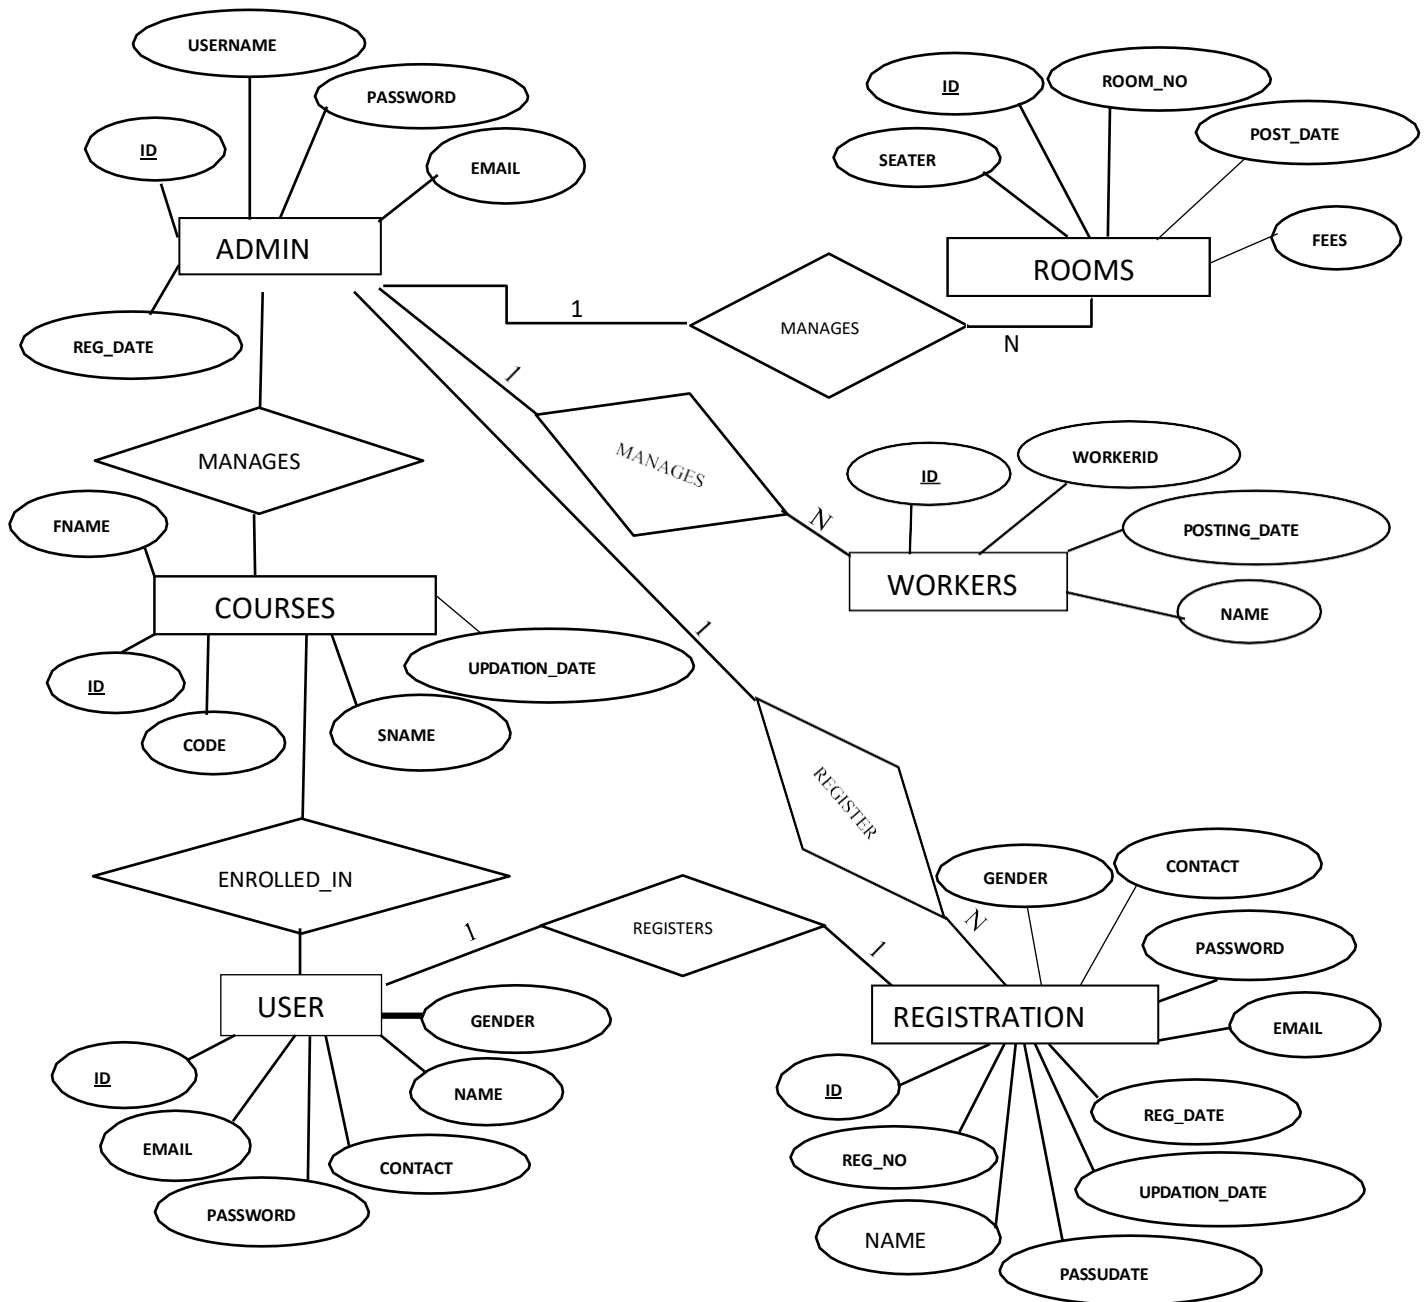 USERNAME
PASSWORD
ID
EMAIL
ADMIN
REG_DATE
ID
ROOM_NO
POST_DATE
SEATER
FEES
ROOMS
1
MANAGES
N
1
MANAGES
N
MANAGES
ID
WORKERID
POSTING_DATE
WORKERS
NAME
FNAME
COURSES
UPDATION_DATE
ID
CODE
SNAME
1
REGISTER
N
ENROLLED_IN
1
REGISTERS
1
GENDER
CONTACT
PASSWORD
EMAIL
REGISTRATION
USER
GENDER
ID
NAME
EMAIL
CONTACT
PASSWORD
ID
REG_DATE
REG_NO
UPDATION_DATE
NAME
PASSUDATE